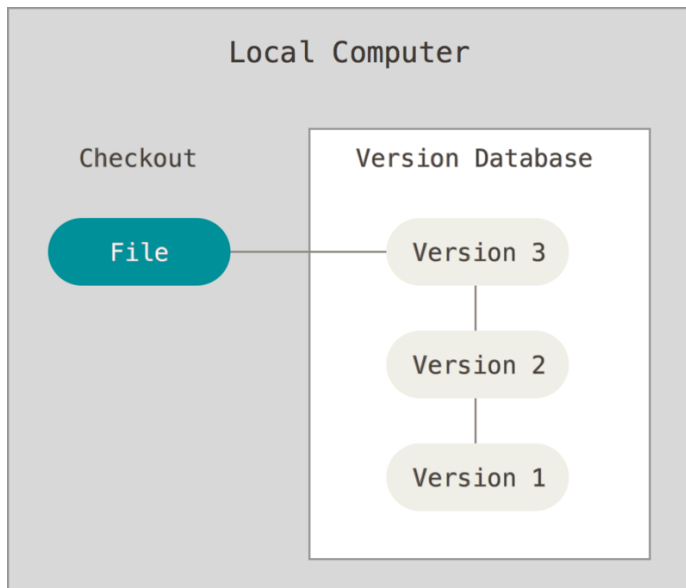 Local Computer
Checkout
Version Database
File
Version 3
Version 2
Version 1